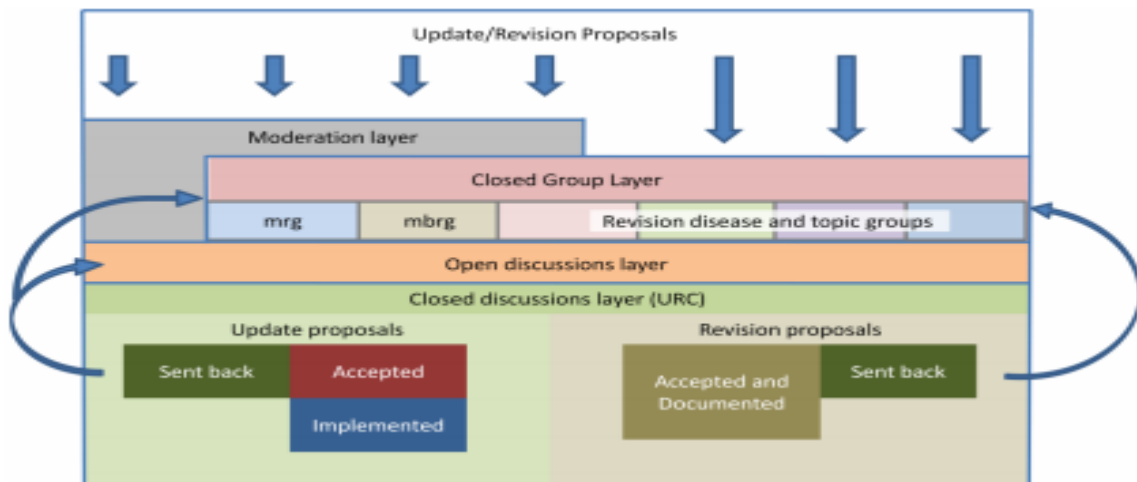 Update/Revision Proposals
Moderation layer
Closed Group Layer
mrg
mbrg
Revision disease and topic groups
Open discussions layer
Closed discussions layer (URC)
Update proposals
Revision proposals
Sent back
Accepted
Implemented
Accepted and
Documented
Sent back